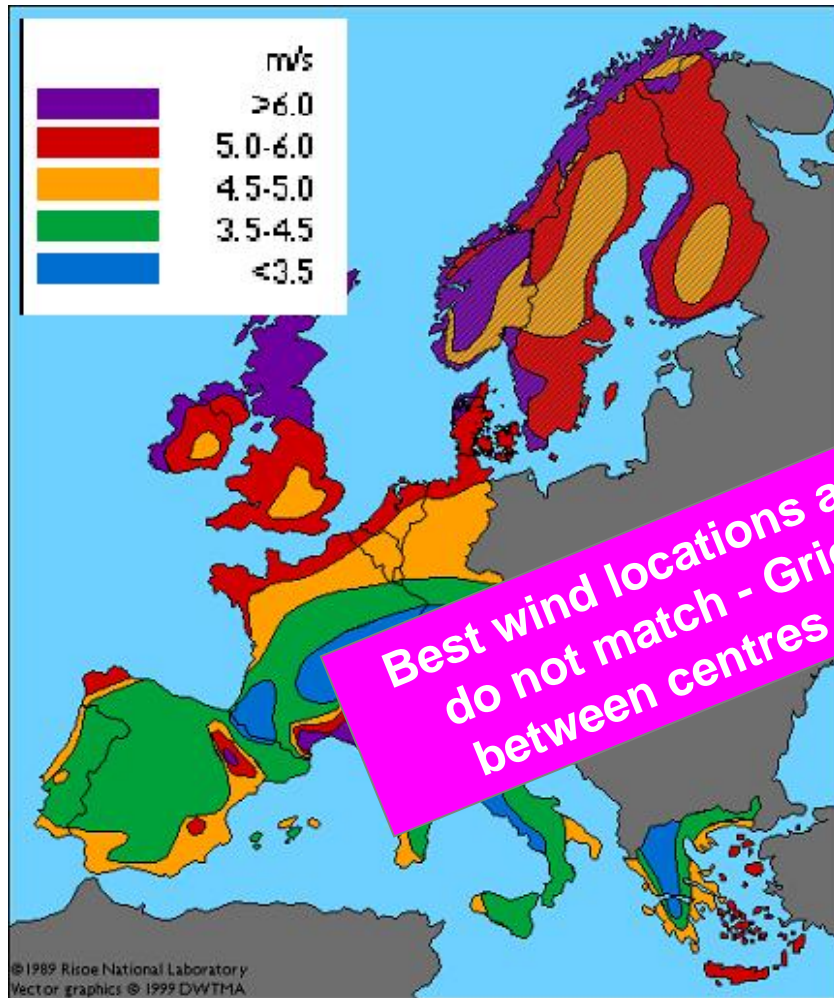 m/s
>6.0
5.0-6.0
4.5-5.0
3.5-4.5
<3.5
Best wind locations
do not match -
between centres
©1989 Risoe National Laboratory
Vector graphics © 1999 DWTMA